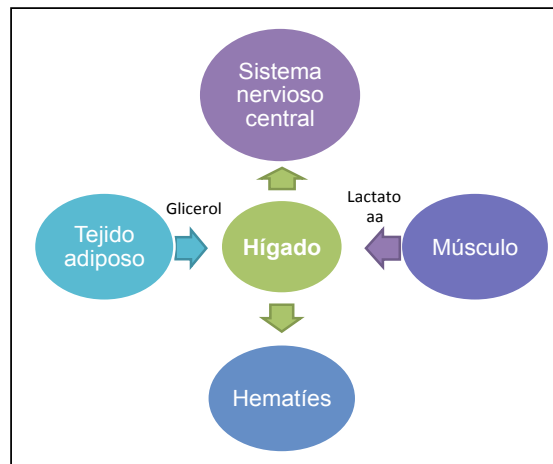 Sistema
nervioso
central
Glicerol
Lactato
aa
Tejido
adiposo
Hígado
Músculo
Hematíes